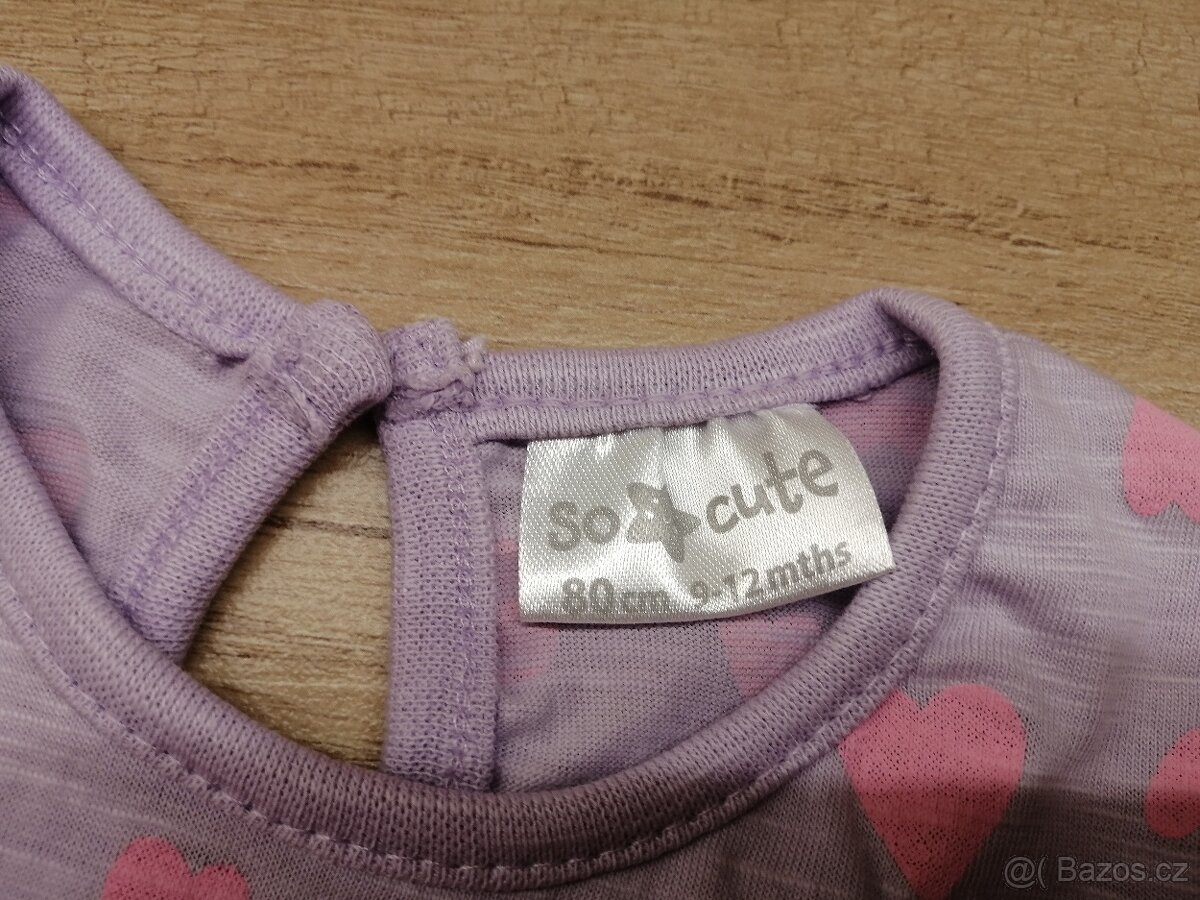 so cute
80 cm 9-12 mths
@( Bazos.cz